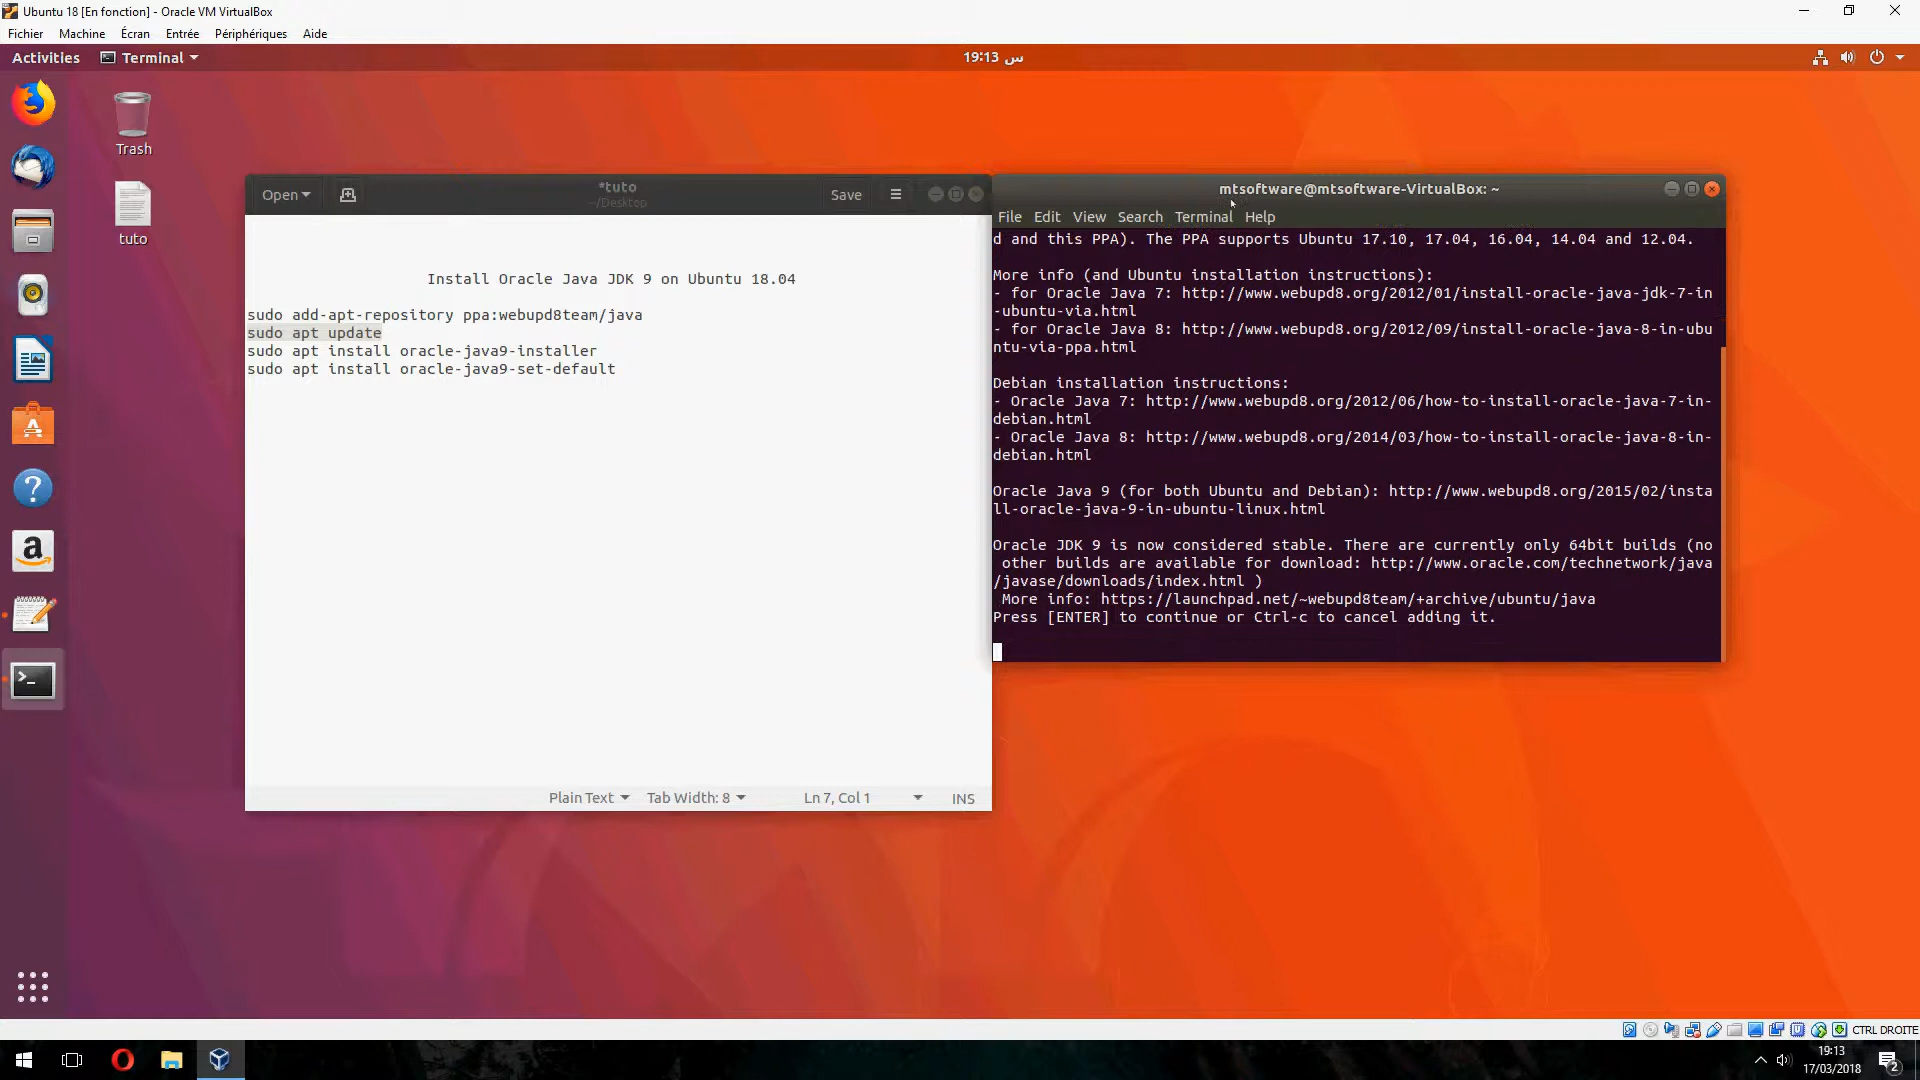 Ubuntu 18 [En fonction] - Oracle VM VirtualBox
Fichier Machine Écran Entrée Périphériques Aide
Activities Terminal 19:13 س
Trash
tuto
Open *tuto Save
~/Desktop
Install Oracle Java JDK 9 on Ubuntu 18.04
sudo add-apt-repository ppa:webupd8team/java
sudo apt update
sudo apt install oracle-java9-installer
sudo apt install oracle-java9-set-default
Plain Text Tab Width: 8 Ln 7, Col 1 INS
mtsoftware@mtsoftware-VirtualBox: ~
File Edit View Search Terminal Help
d and this PPA). The PPA supports Ubuntu 17.10, 17.04, 16.04, 14.04 and 12.04.
More info (and Ubuntu installation instructions):
- for Oracle Java 7: http://www.webupd8.org/2012/01/install-oracle-java-jdk-7-in
-ubuntu-via.html
- for Oracle Java 8: http://www.webupd8.org/2012/09/install-oracle-java-8-in-ubu
ntu-via-ppa.html
Debian installation instructions:
- Oracle Java 7: http://www.webupd8.org/2012/06/how-to-install-oracle-java-7-in-
debian.html
- Oracle Java 8: http://www.webupd8.org/2014/03/how-to-install-oracle-java-8-in-
debian.html
Oracle Java 9 (for both Ubuntu and Debian): http://www.webupd8.org/2015/02/insta
ll-oracle-java-9-in-ubuntu-linux.html
Oracle JDK 9 is now considered stable. There are currently only 64bit builds (no
 other builds are available for download: http://www.oracle.com/technetwork/java
/javase/downloads/index.html )
 More info: https://launchpad.net/~webupd8team/+archive/ubuntu/java
Press [ENTER] to continue or Ctrl-c to cancel adding it.
CTRL DROITE
19:13
17/03/2018
2